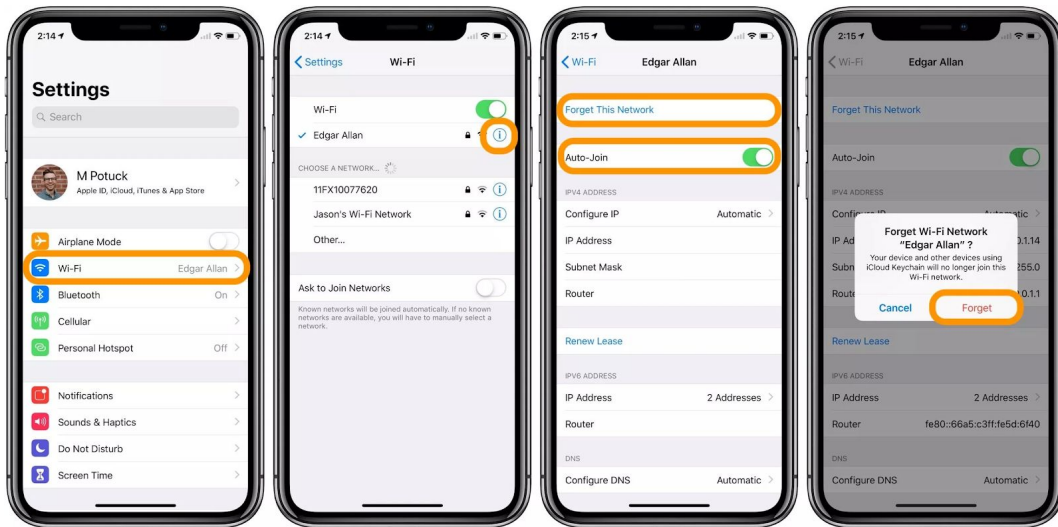 2:14
Settings
Search
M Potuck
Apple ID, iCloud, iTunes & App Store
Airplane Mode
Wi-Fi Edgar Allan
Bluetooth On
Cellular
Personal Hotspot Off
Notifications
Sounds & Haptics
Do Not Disturb
Screen Time
2:14
Settings Wi-Fi
Wi-Fi
Edgar Allan
CHOOSE A NETWORK...
11FX10077620
Jason's Wi-Fi Network
Other...
Ask to Join Networks
Known networks will be joined automatically. If no known
networks are available, you will have to manually select a
network.
2:15
Wi-Fi Edgar Allan
Forget This Network
Auto-Join
IPV4 ADDRESS
Configure IP Automatic
IP Address
Subnet Mask
Router
Renew Lease
IPV6 ADDRESS
IP Address 2 Addresses
Router
DNS
Configure DNS Automatic
2:15
Wi-Fi Edgar Allan
Forget This Network
Auto-Join
IPV4 ADDRESS
Forget Wi-Fi Network
“Edgar Allan” ?
Your device and other devices using
iCloud Keychain will no longer join this
Wi-Fi network.
Cancel Forget
Renew Lease
IPV6 ADDRESS
IP Address 2 Addresses
Router fe80::66a5:c3ff:fe5d:6f40
DNS
Configure DNS Automatic